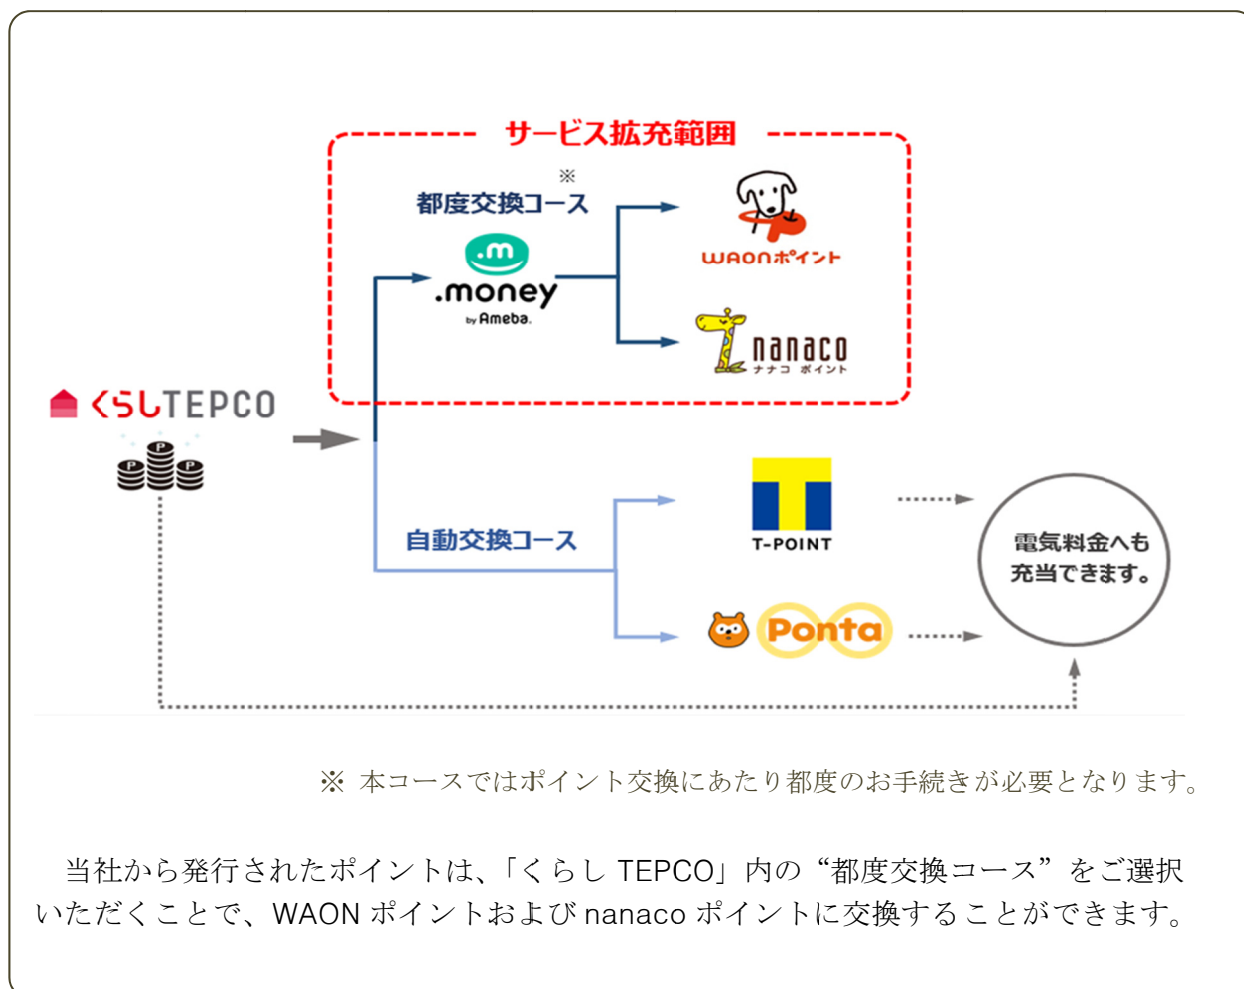 サービス拡充範囲
※
都度交換コース
.m
.money
by Ameba.
WAONポイント
nanaco
ナナコ ポイント
くらしTEPCO
P
P
P
自動交換コース
T-POINT
Ponta
電気料金へも
充当できます。
※ 本コースではポイント交換にあたり都度のお手続きが必要となります。
当社から発行されたポイントは、「くらし TEPCO」内の“都度交換コース”をご選択
いただくことで、WAON ポイントおよび nanaco ポイントに交換することができます。